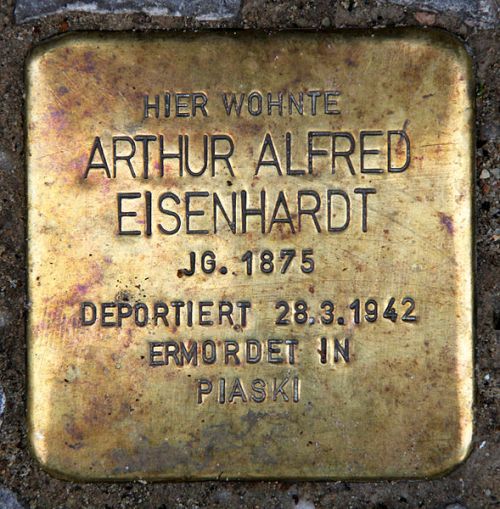 HIER WOHNTE
ARTHUR ALFRED
EISENHARDT
JG. 1875
DEPORTIERT 28.3.1942
ERMORDET IN
PIASKI